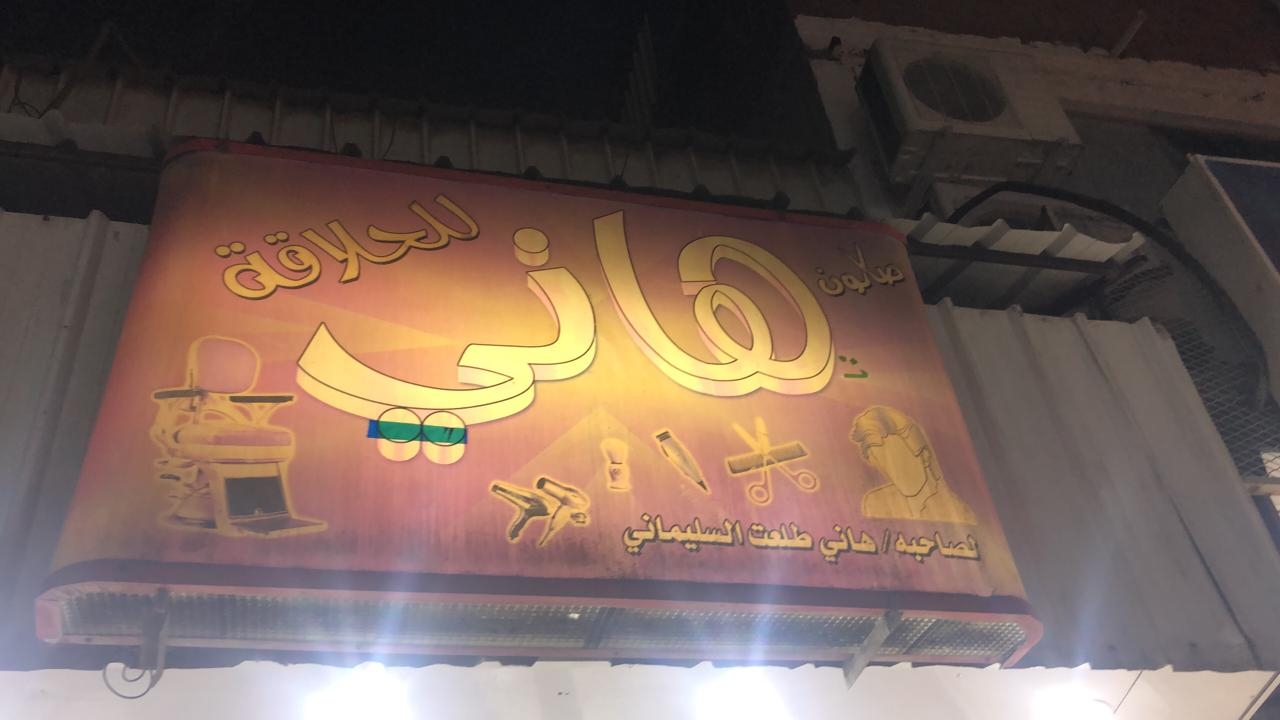 صالون هاني للحلاقة
لصاحبه / هاني طلعت السليماني